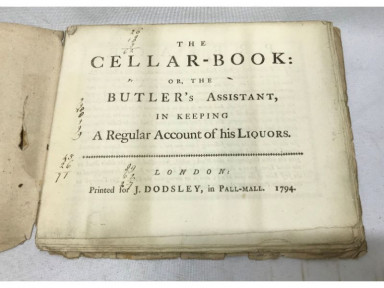 THE
CELLAR-BOOK:
OR, THE
BUTLER'S ASSISTANT,
IN KEEPING
A Regular Account of his LIQUORS.
LONDON:
Printed for J. DODSLEY, in PALL-MALL. 1794.